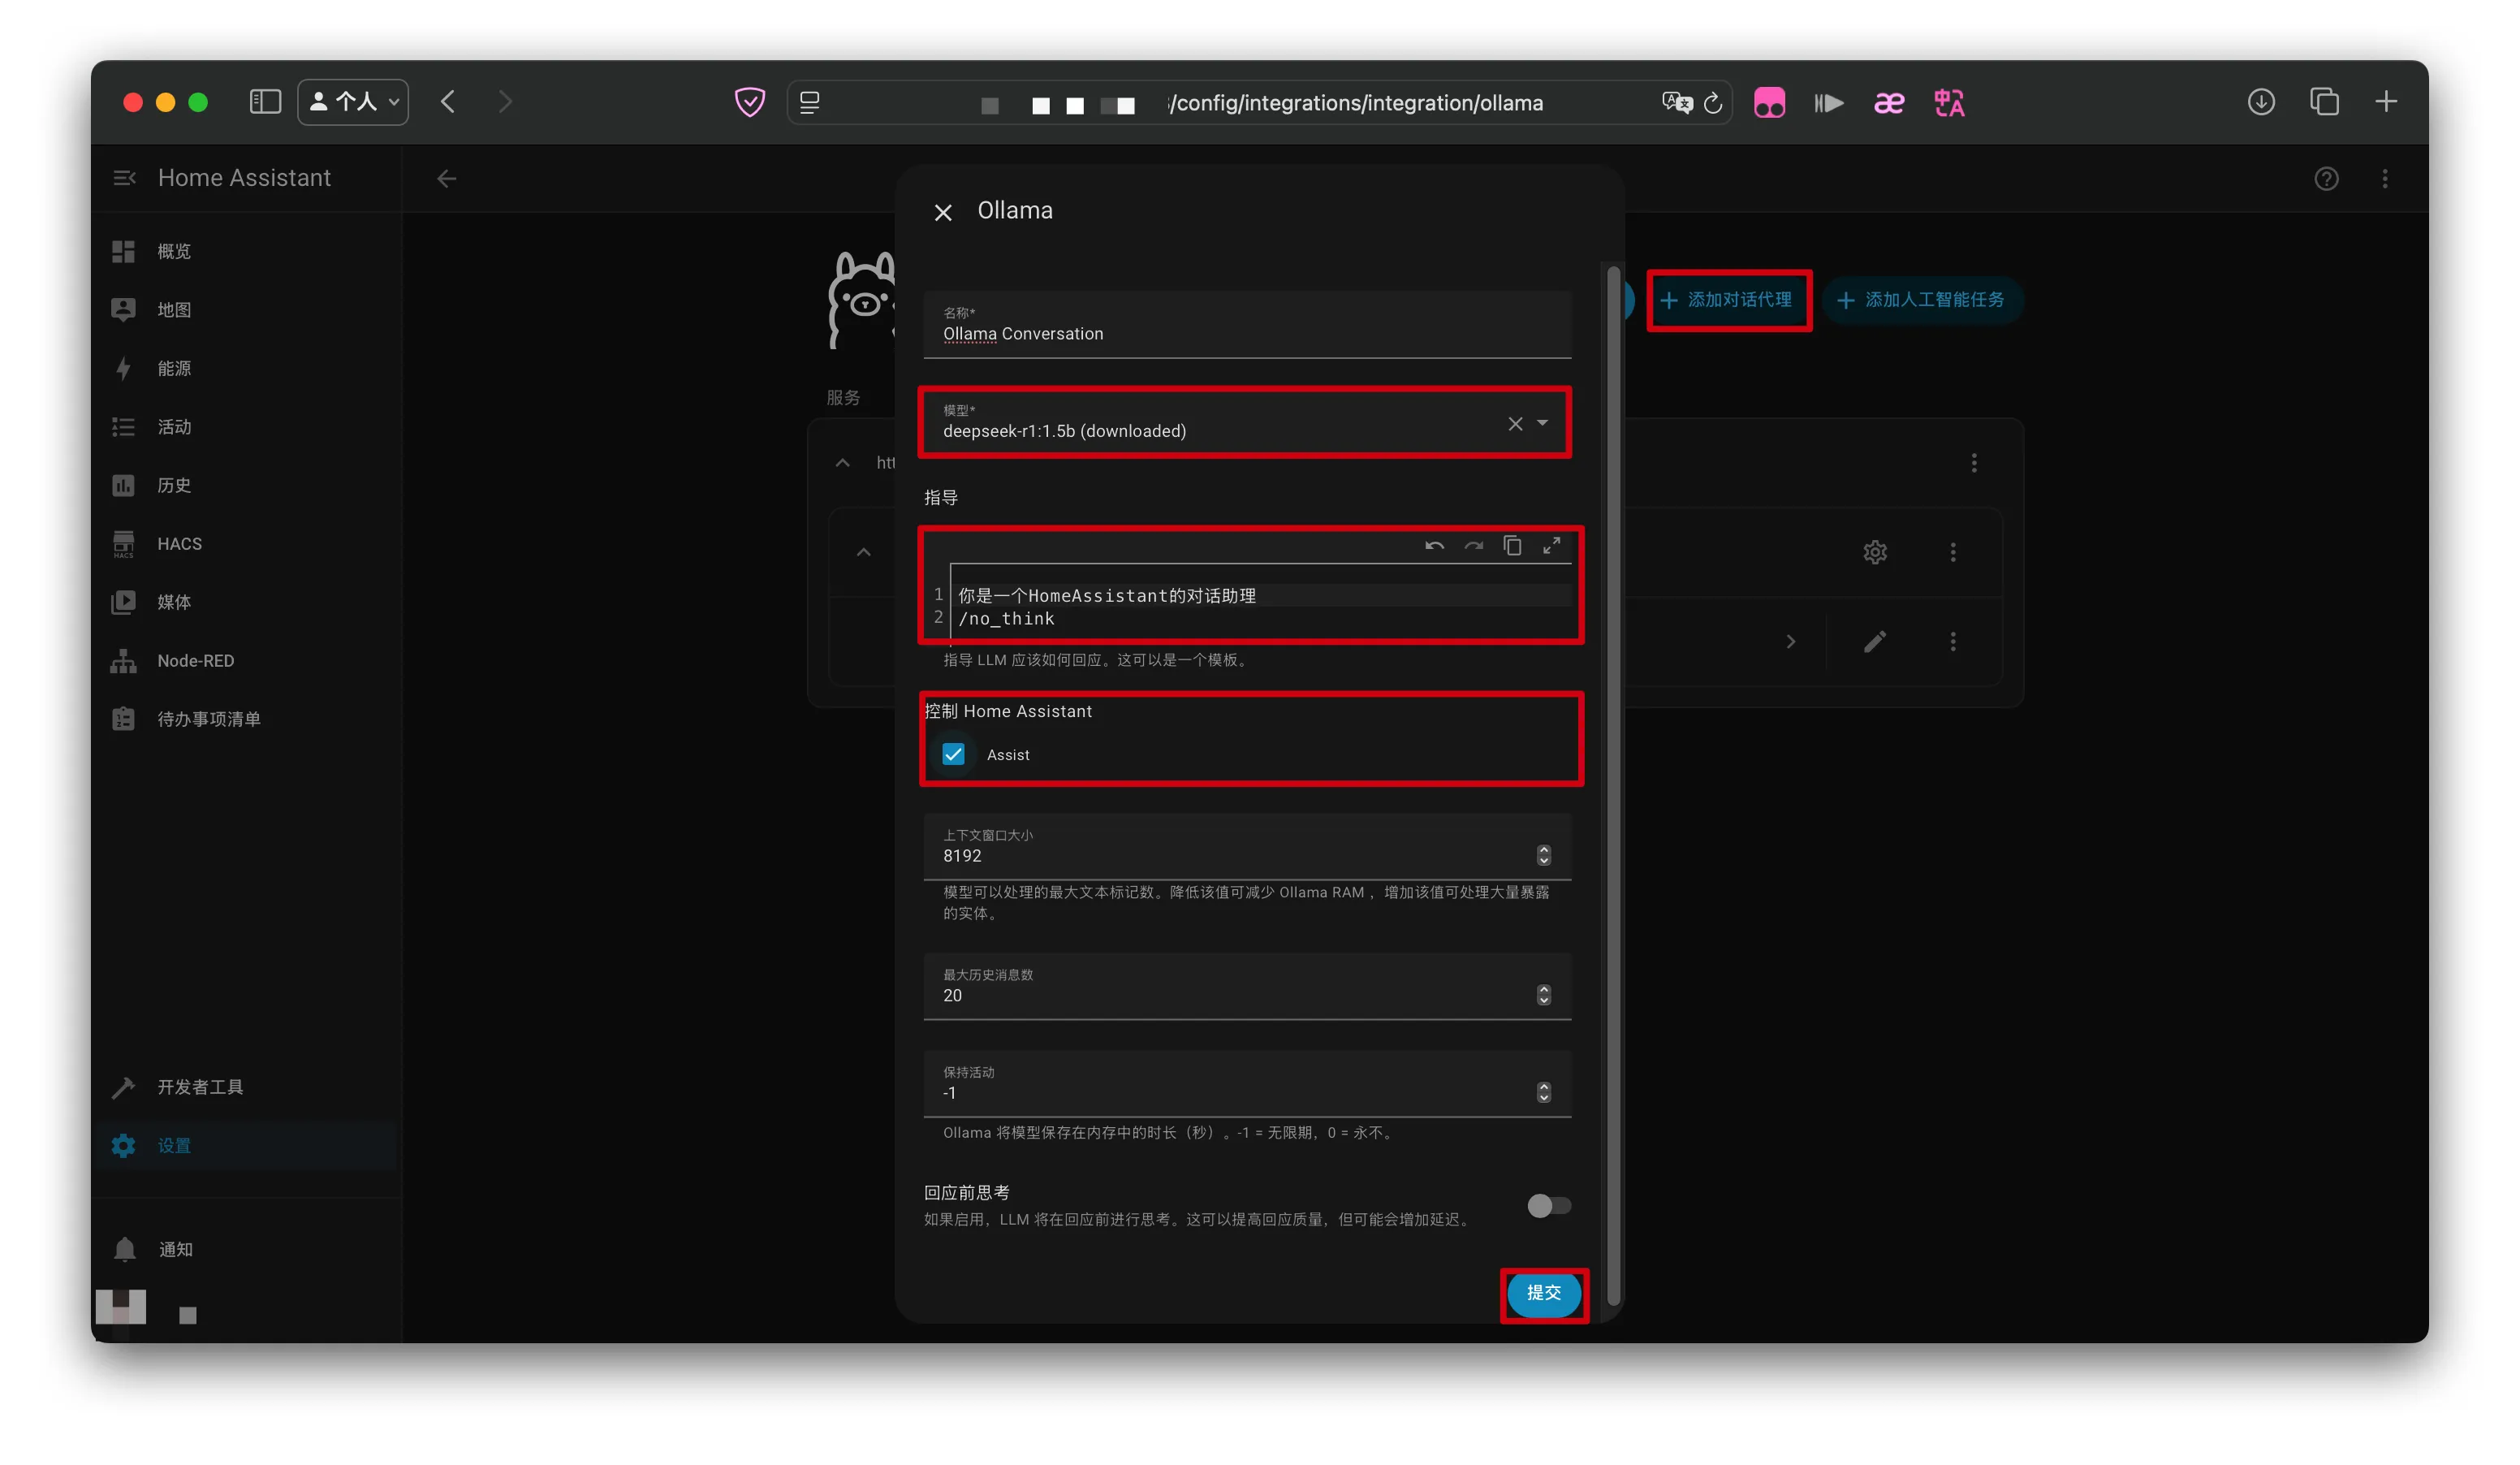 个人
/config/integrations/integration/ollama
Home Assistant
概览
地图
能源
活动
历史
HACS
HACS
媒体
Node-RED
待办事项清单
开发者工具
设置
通知
服务
htt
添加对话代理
添加人工智能任务
Ollama
名称*
Ollama Conversation
模型*
deepseek-r1:1.5b (downloaded)
指导
1 你是一个HomeAssistant的对话助理
2 /no_think
指导 LLM 应该如何回应。这可以是一个模板。
控制 Home Assistant
Assist
上下文窗口大小
8192
模型可以处理的最大文本标记数。降低该值可减少 Ollama RAM ，增加该值可处理大量暴露
的实体。
最大历史消息数
20
保持活动
-1
Ollama 将模型保存在内存中的时长（秒）。-1 = 无限期，0 = 永不。
回应前思考
如果启用，LLM 将在回应前进行思考。这可以提高回应质量，但可能会增加延迟。
提交